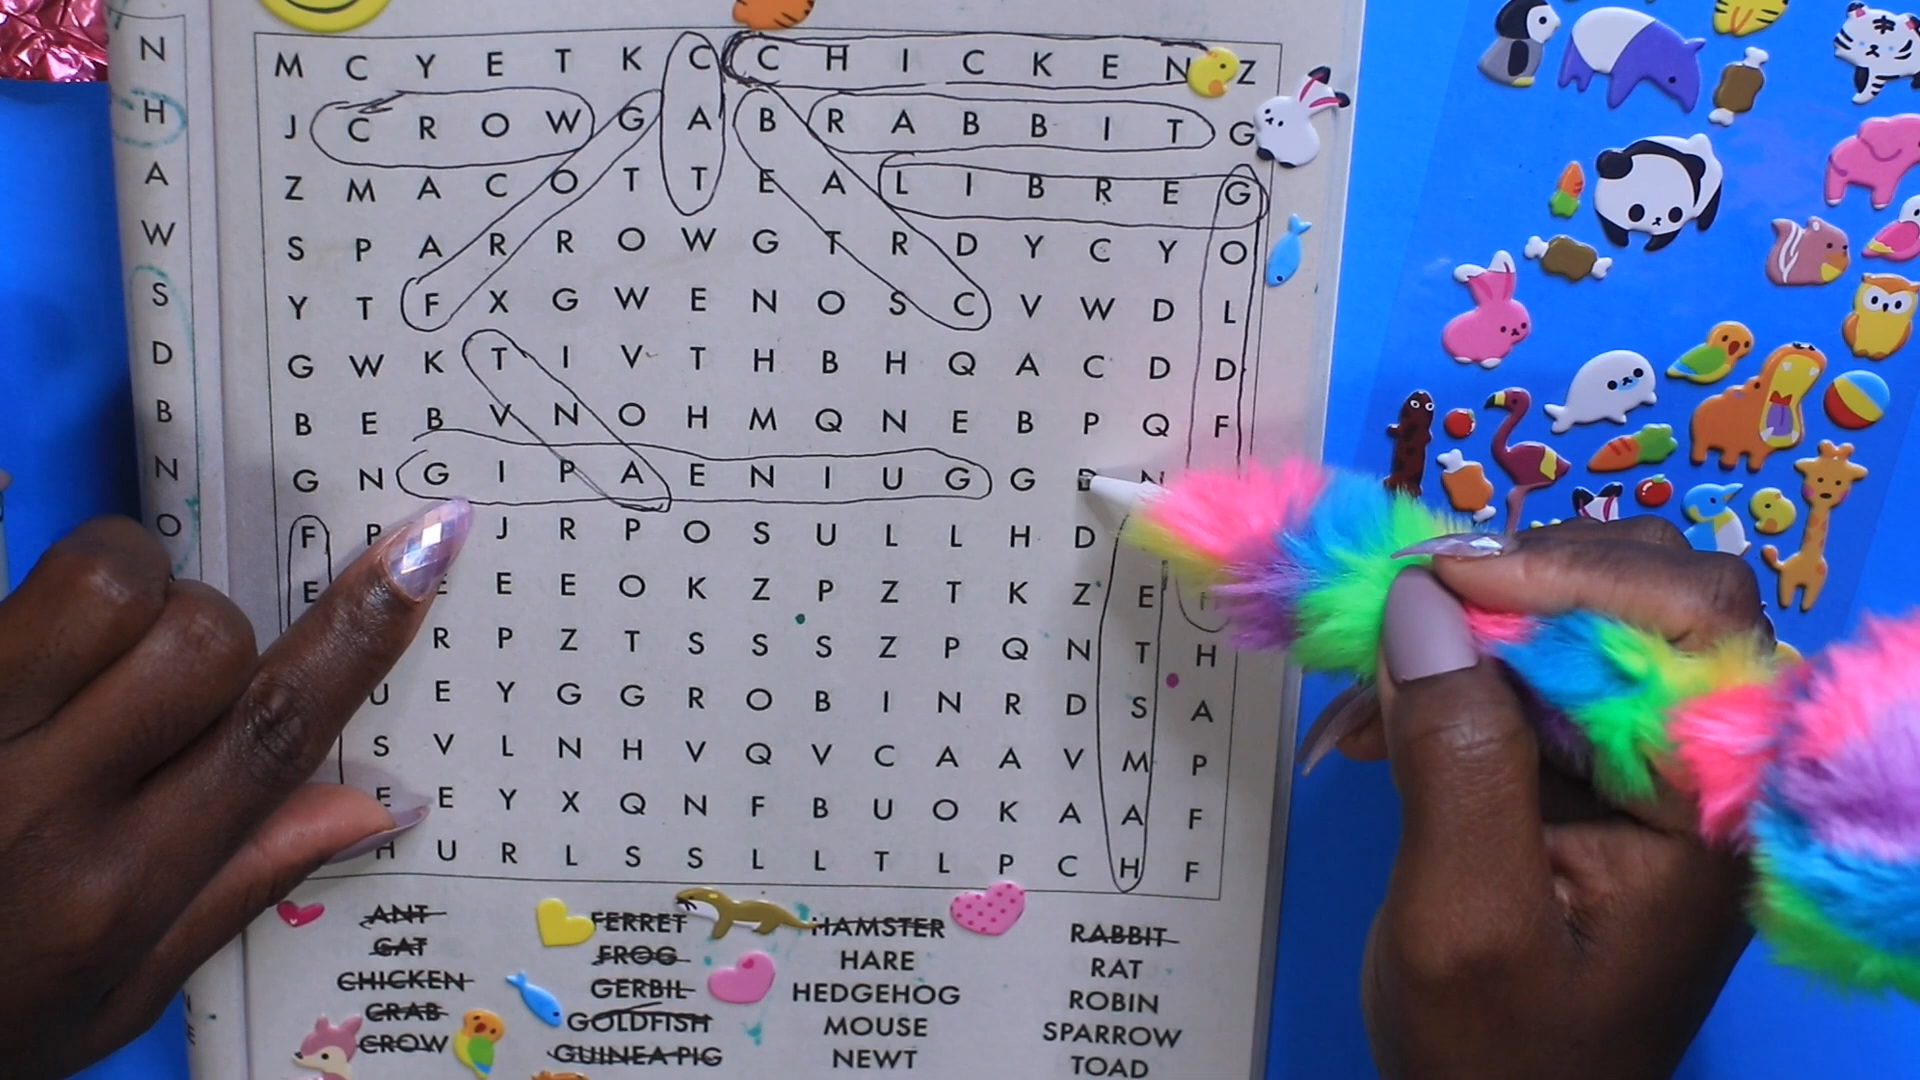 N
H
A
W
S
D
B
N
O
M C Y E T K C C H I C K E N Z
J C R O W G A B R A B B I T G
Z M A C O T T E A L I B R E G
S P A R R O W G T R D Y C Y O
Y T F X G W E N O S C V W D L
G W K T I V T H B H Q A C D D
B E B V N O H M Q N E B P Q F
G N G I P A E N I U G G N
F J R P O S U L L H D
E E E O K Z P Z T K Z E
R P Z T S S S Z P Q N T H
U E Y G G R O B I N R D S A
S V L N H V Q V C A A V M P
E E Y X Q N F B U O K A A F
H U R L S S L L T L P C H F
ANT FERRET HAMSTER RABBIT
CAT FROG HARE RAT
CHICKEN GERBIL HEDGEHOG ROBIN
CRAB GOLDFISH MOUSE SPARROW
CROW GUINEA PIG NEWT TOAD